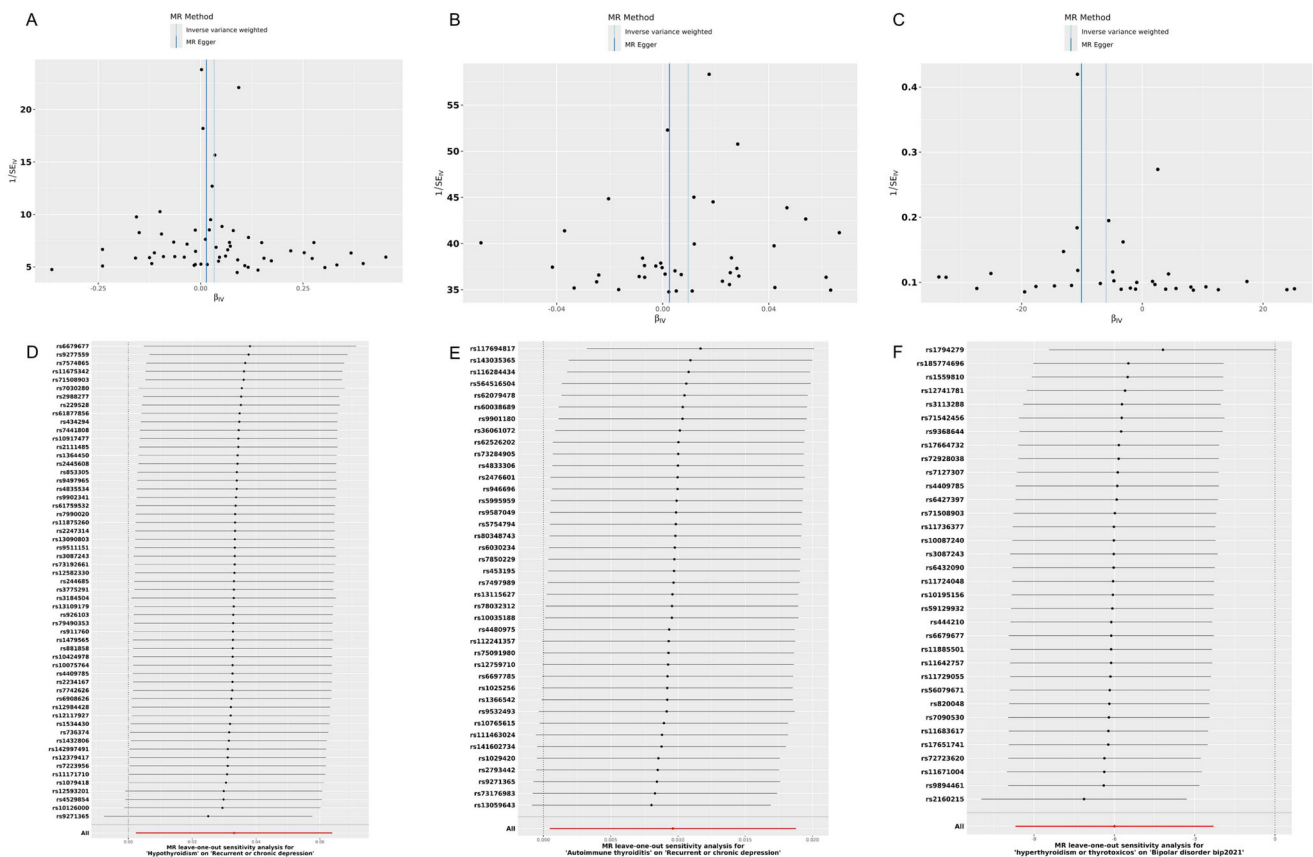 A
MR Method
Inverse variance weighted
MR Egger
20
15
10
5
1/SE_IV
-0.25
0.00
0.25
β_IV
B
MR Method
Inverse variance weighted
MR Egger
55
50
45
40
35
1/SE_IV
-0.04
0.00
0.04
β_IV
C
MR Method
Inverse variance weighted
MR Egger
0.4
0.3
0.2
0.1
1/SE_IV
-20
0
20
β_IV
D
rs6679677
rs9277559
rs7574865
rs11675342
rs71508903
rs7030280
rs2988277
rs229528
rs61877856
rs434294
rs7441808
rs10917477
rs2111485
rs1364450
rs2445608
rs853305
rs9497965
rs4835534
rs9902341
rs61759532
rs7990020
rs11875260
rs2247314
rs13090803
rs9511151
rs3087243
rs73192661
rs12582330
rs244685
rs3775291
rs3184504
rs13109179
rs926103
rs79490353
rs911760
rs1479565
rs881858
rs10424978
rs10075764
rs4409785
rs2234167
rs7742626
rs6908626
rs12984428
rs12117927
rs1534430
rs736374
rs1432806
rs142997491
rs12379417
rs7223956
rs11171710
rs1079418
rs12593201
rs4529854
rs10126000
rs9271365
All
0.00
0.02
0.04
0.06
MR leave-one-out sensitivity analysis for
'Hypothyroidism' on 'Recurrent or chronic depression'
E
rs117694817
rs143035365
rs116284434
rs564516504
rs62079478
rs60038689
rs9901180
rs36061072
rs62526202
rs73284905
rs4833306
rs2476601
rs946696
rs5995959
rs9587049
rs5754794
rs80348743
rs6030234
rs7850229
rs453195
rs7497989
rs13115627
rs78032312
rs10035188
rs4480975
rs112241357
rs75091980
rs12759710
rs6697785
rs1025256
rs1366542
rs9532493
rs10765615
rs111463024
rs141602734
rs1029420
rs2793442
rs9271365
rs73176983
rs13059643
All
0.000
0.005
0.010
0.015
0.020
MR leave-one-out sensitivity analysis for
'Autoimmune thyroiditis' on 'Recurrent or chronic depression'
F
rs1794279
rs185774696
rs1559810
rs12741781
rs3113288
rs71542456
rs9368644
rs17664732
rs72928038
rs7127307
rs4409785
rs6427397
rs71508903
rs11736377
rs10087240
rs3087243
rs6432090
rs11724048
rs10195156
rs59129932
rs444210
rs6679677
rs11885501
rs11642757
rs11729055
rs56079671
rs820048
rs7090530
rs11683617
rs17651741
rs72723620
rs11671004
rs9894461
rs2160215
All
-9
-6
-3
0
MR leave-one-out sensitivity analysis for
'hyperthyroidism or thyrotoxicos' on 'Bipolar disorder bip2021'